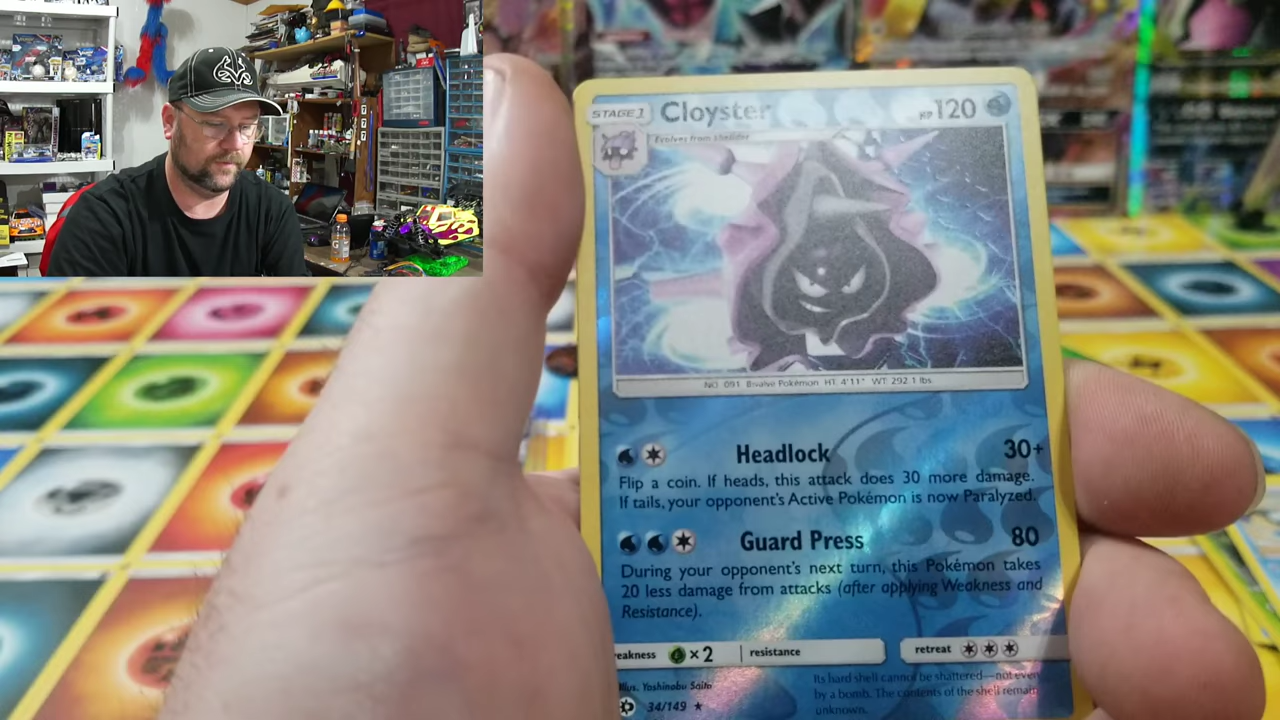 STAGE 1 Cloyster HP 120
Evolves from Shellder
NO. 091 Bivalve Pokémon HT: 4'11" WT: 292.1 lbs.
Headlock 30+
Flip a coin. If heads, this attack does 30 more damage.
If tails, your opponent's Active Pokémon is now Paralyzed.
Guard Press 80
During your opponent's next turn, this Pokémon takes
20 less damage from attacks (after applying Weakness and
Resistance).
eakness ×2 resistance retreat
Illus. Yashinobu Saito
34/149 ★
Its hard shell cannot be shattered—not even
by a bomb. The contents of the shell remain
unknown.